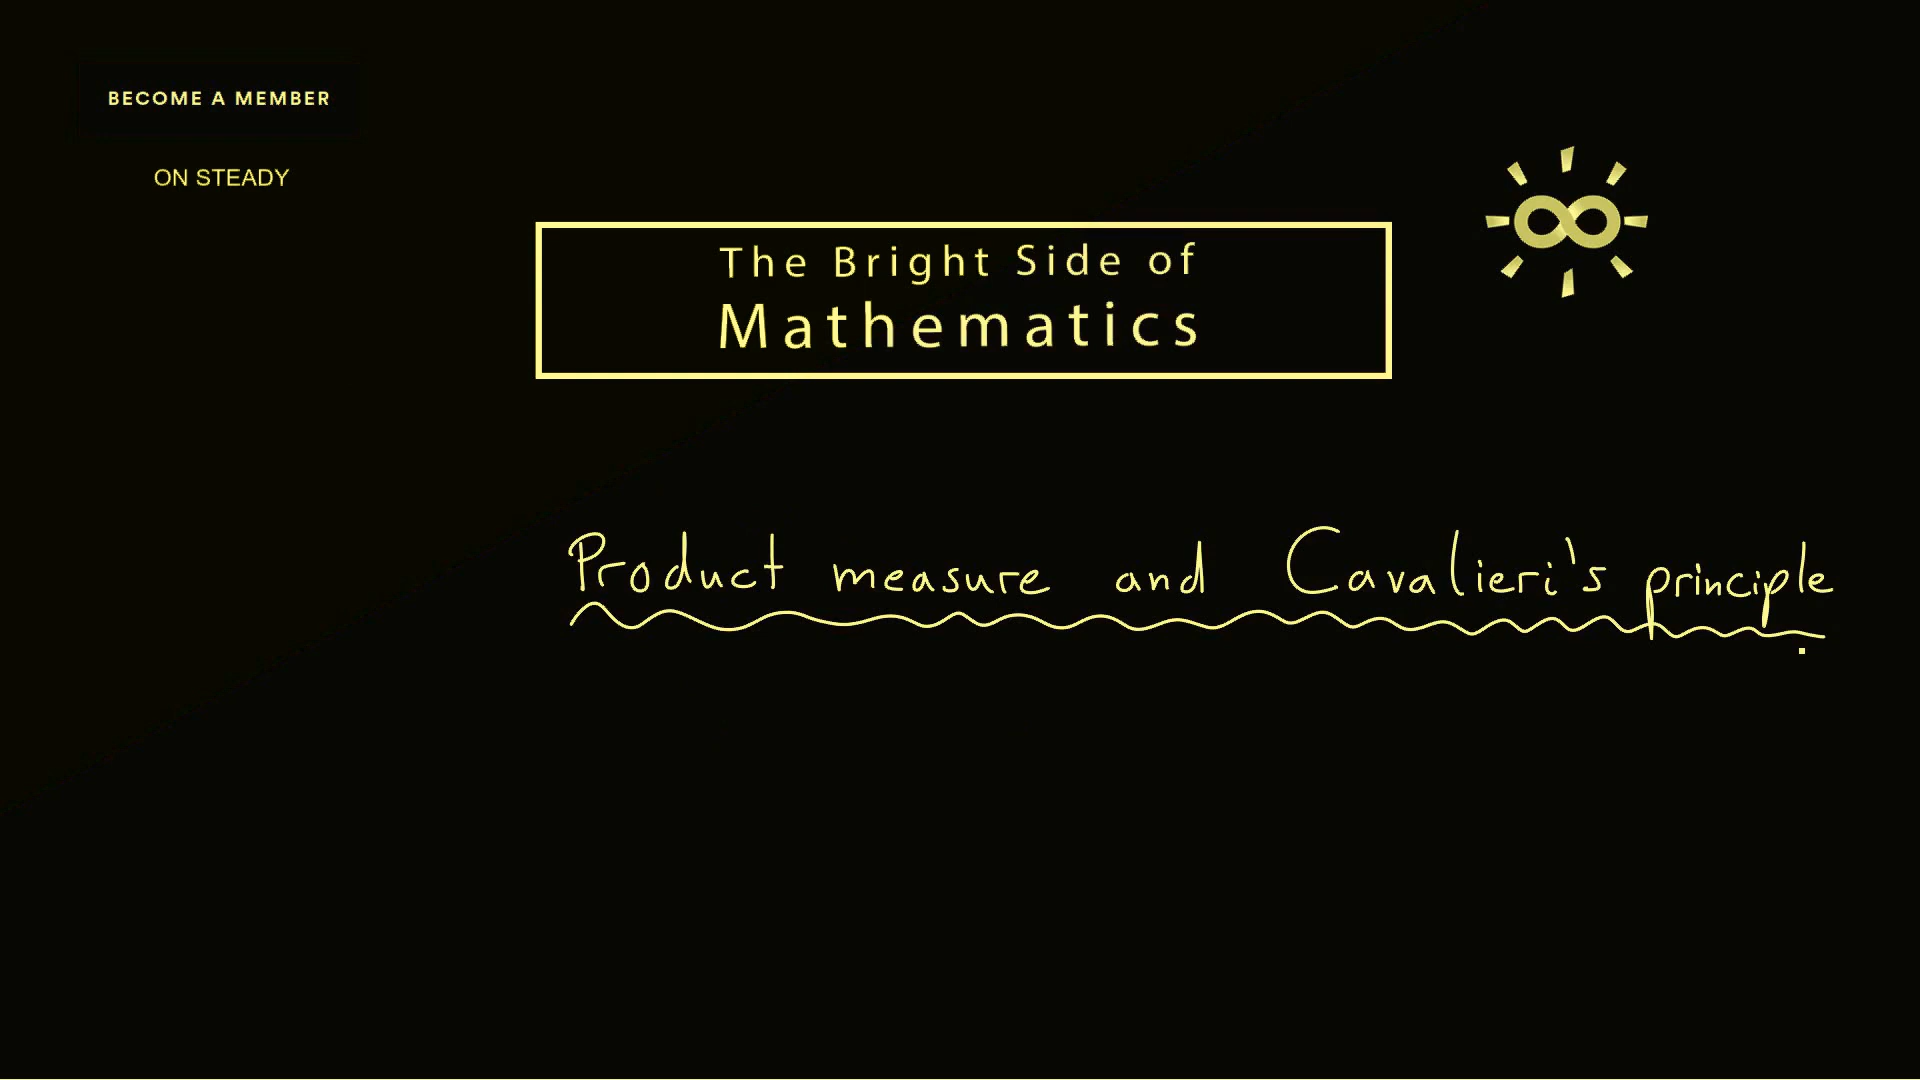 BECOME A MEMBER
ON STEADY
The Bright Side of
Mathematics
Product measure and Cavalieri's principle